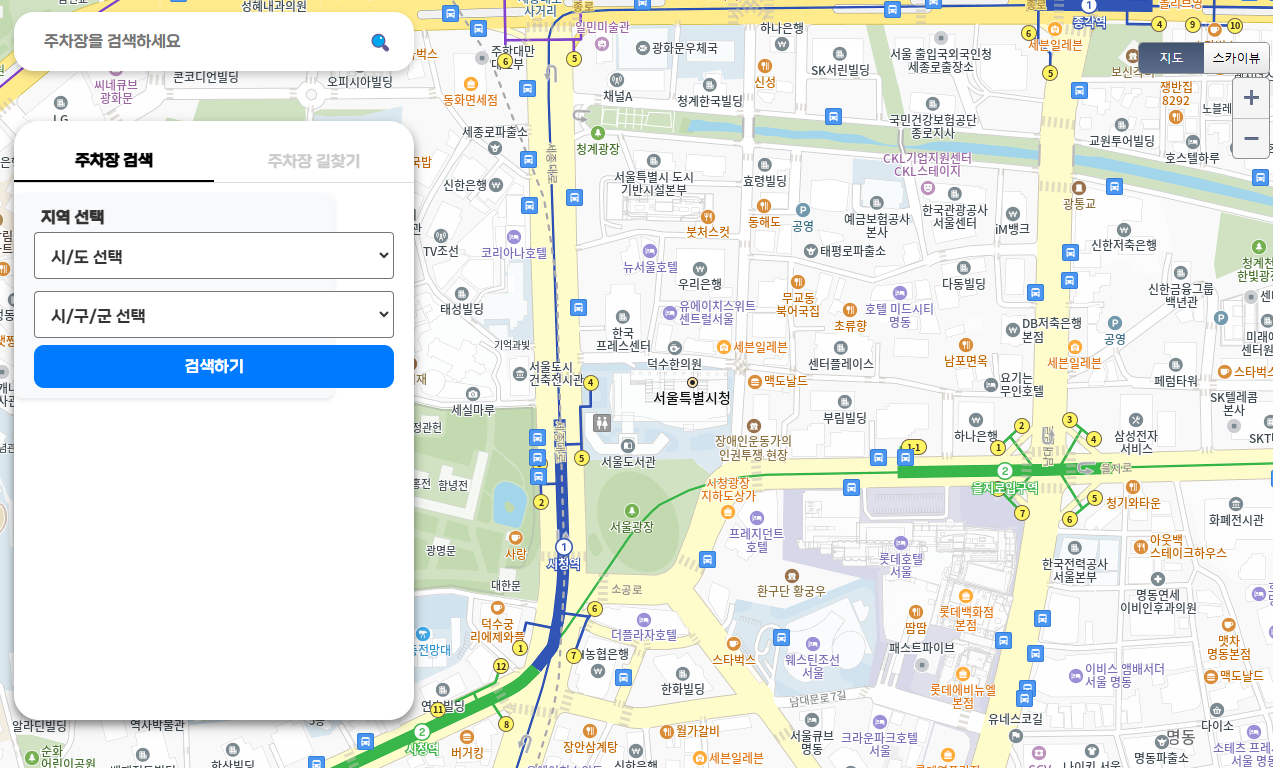 주차장을 검색하세요
주차장 검색
주차장 길찾기
지역 선택
시/도 선택
시/구/군 선택
검색하기
지도
스카이뷰
성혜내과의원
콘코디언빌딩
오피시아빌딩
씨네큐브
광화문
LG
동화면세점
일민미술관
광화문우체국
하나은행
SK서린빌딩
서울 출입국외국인청
세종로출장소
종각역
세븐일레븐
신성
채널A
청계한국빌딩
국민건강보험공단
종로지사
쟁반집
8292
교원투어빌딩
호스텔하루
세종로파출소
청계광장
CKL기업지원센터
CKL스테이지
신한은행
서울특별시 도시
기반시설본부
효령빌딩
광통교
붓처스컷
동해도
공영
예금보험공사
본사
한국관광공사
서울센터
iM뱅크
신한저축은행
TV조선
코리아나호텔
태평로파출소
뉴서울호텔
우리은행
다동빌딩
무교동
북어국집
신한금융그룹
백년관
태성빌딩
유에이치스위트
센트럴서울
초류향
호텔 미드시티
명동
한국
프레스센터
DB저축은행
본점
공영
기억과빛
덕수한의원
세븐일레븐
센터플레이스
남포면옥
세븐일레븐
서울도시
건축전시관
맥도날드
요기는
무인호텔
페럼타워
스타벅스
서울특별시청
세실마루
부림빌딩
SK텔레콤
본사
장애인운동가의
인권투쟁 현장
하나은행
삼성전자
서비스
서울도서관
을지로
을지로입구역
함녕전
시청광장
지하도상가
청기와타운
화폐전시관
서울광장
프레지던트
호텔
광명문
사랑
시청역
롯데호텔
서울
한국전력공사
서울본부
아웃백
스테이크하우스
대한문
소공로
환구단 황궁우
명동연세
이비인후과의원
덕수궁
리에제와플
더플라자호텔
롯데백화점
본점
땀땀
농협은행
스타벅스
웨스틴조선
서울
패스트파이브
맷차
명동본점
한화빌딩
이비스 앰배서더
서울 명동
맥도날드
롯데에비뉴엘
본점
남대문로7길
유네스코길
알라딘빌딩
역사박물관
시청역
버거킹
장안삼계탕
월가갈비
서울큐브
명동
크라운파크호텔
서울
다이소
명동
순화
어린이공원
세븐일레븐
명동파출소